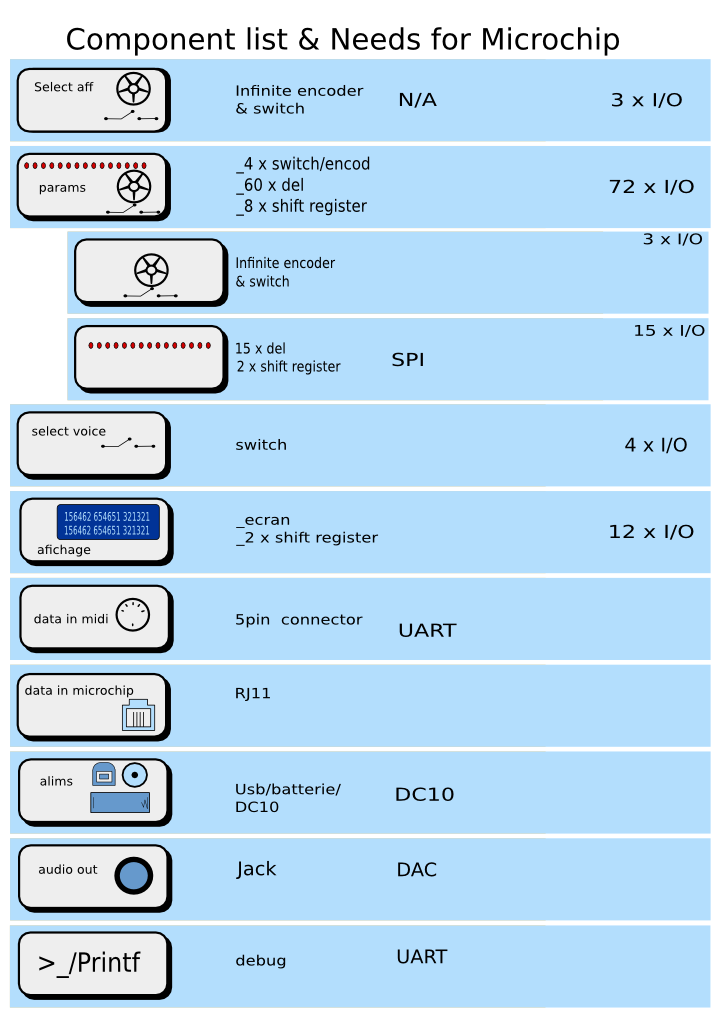 Component list & Needs for Microchip
Select aff
Infinite encoder
& switch
N/A
3 x I/O
params
_4 x switch/encod
_60 x del
_8 x shift register
72 x I/O
3 x I/O
Infinite encoder
& switch
15 x I/O
15 x del
2 x shift register
SPI
select voice
switch
4 x I/O
156462 654651 321321
156462 654651 321321
afichage
_ecran
_2 x shift register
12 x I/O
data in midi
5pin connector
UART
data in microchip
RJ11
alims
Usb/batterie/
DC10
DC10
audio out
Jack
DAC
>_/Printf
debug
UART